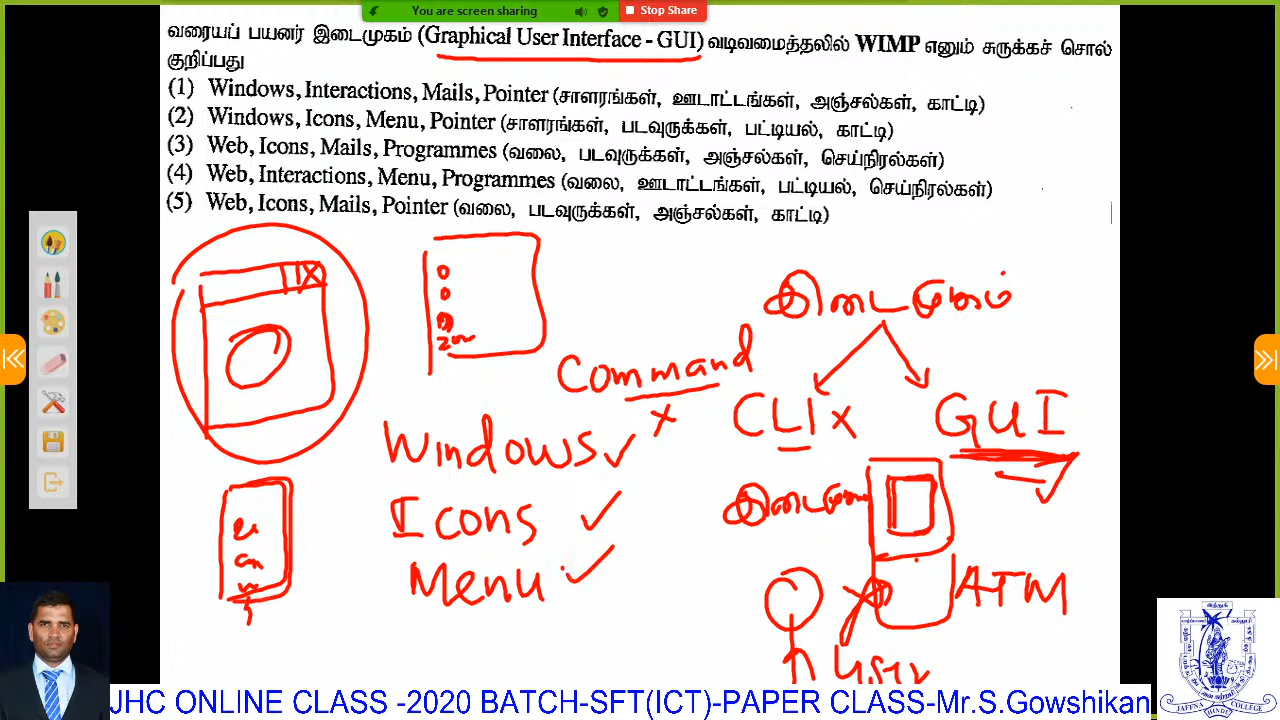 You are screen sharing
Stop Share
வரையப் பயனர் இடைமுகம் (Graphical User Interface - GUI) வடிவமைத்தலில் WIMP எனும் சுருக்கச் சொல்
குறிப்பது
(1) Windows, Interactions, Mails, Pointer (சாளரங்கள், ஊடாட்டங்கள், அஞ்சல்கள், காட்டி)
(2) Windows, Icons, Menu, Pointer (சாளரங்கள், படவுருக்கள், பட்டியல், காட்டி)
(3) Web, Icons, Mails, Programmes (வலை, படவுருக்கள், அஞ்சல்கள், செய்நிரல்கள்)
(4) Web, Interactions, Menu, Programmes (வலை, ஊடாட்டங்கள், பட்டியல், செய்நிரல்கள்)
(5) Web, Icons, Mails, Pointer (வலை, படவுருக்கள், அஞ்சல்கள், காட்டி)
இடைமுகம்
Command
CLI x GUI
Windows ✓
Icons ✓
Menu ✓
ATM
user
JHC ONLINE CLASS -2020 BATCH-SFT(ICT)-PAPER CLASS-Mr.S.Gowshikan
JAFFNA HINDU COLLEGE